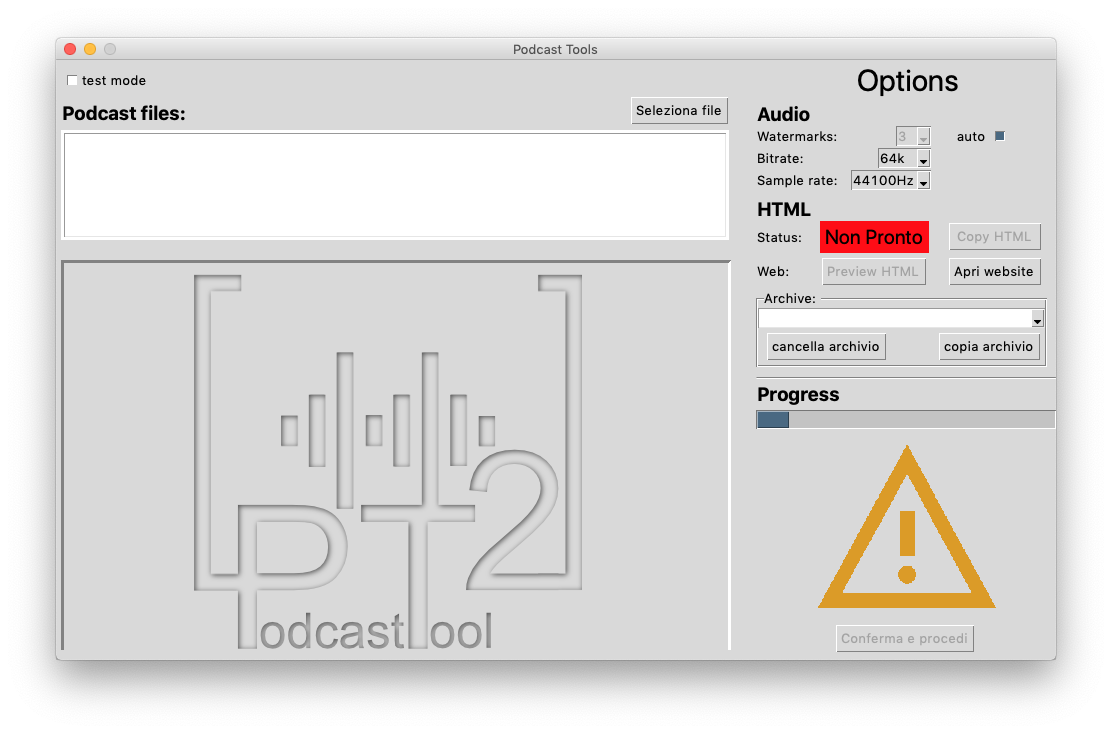 Podcast Tools
test mode
Podcast files:
Seleziona file
PT2
Podcast Tool
Options
Audio
Watermarks: 3 auto
Bitrate: 64k
Sample rate: 44100Hz
HTML
Status: Non Pronto Copy HTML
Web: Preview HTML Apri website
Archive:
cancella archivio copia archivio
Progress
Conferma e procedi